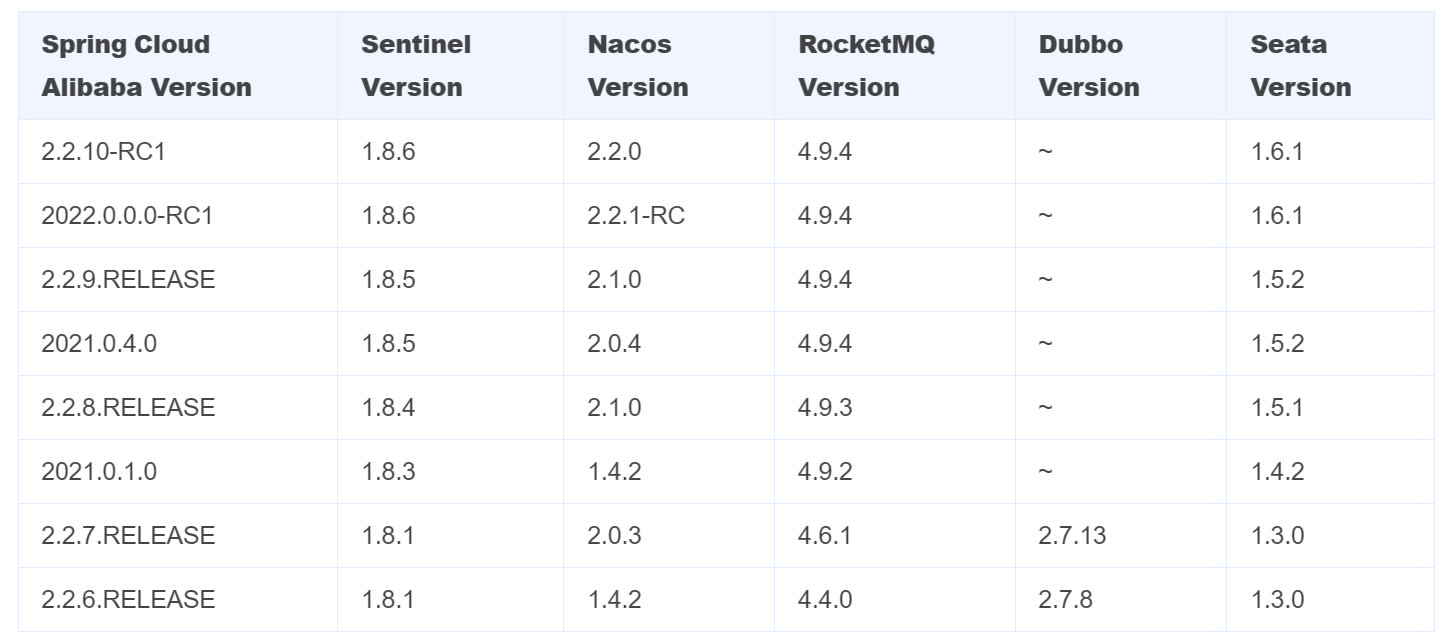 Spring Cloud Sentinel Nacos RocketMQ Dubbo Seata
Alibaba Version Version Version Version Version Version
2.2.10-RC1 1.8.6 2.2.0 4.9.4 ~ 1.6.1
2022.0.0.0-RC1 1.8.6 2.2.1-RC 4.9.4 ~ 1.6.1
2.2.9.RELEASE 1.8.5 2.1.0 4.9.4 ~ 1.5.2
2021.0.4.0 1.8.5 2.0.4 4.9.4 ~ 1.5.2
2.2.8.RELEASE 1.8.4 2.1.0 4.9.3 ~ 1.5.1
2021.0.1.0 1.8.3 1.4.2 4.9.2 ~ 1.4.2
2.2.7.RELEASE 1.8.1 2.0.3 4.6.1 2.7.13 1.3.0
2.2.6.RELEASE 1.8.1 1.4.2 4.4.0 2.7.8 1.3.0